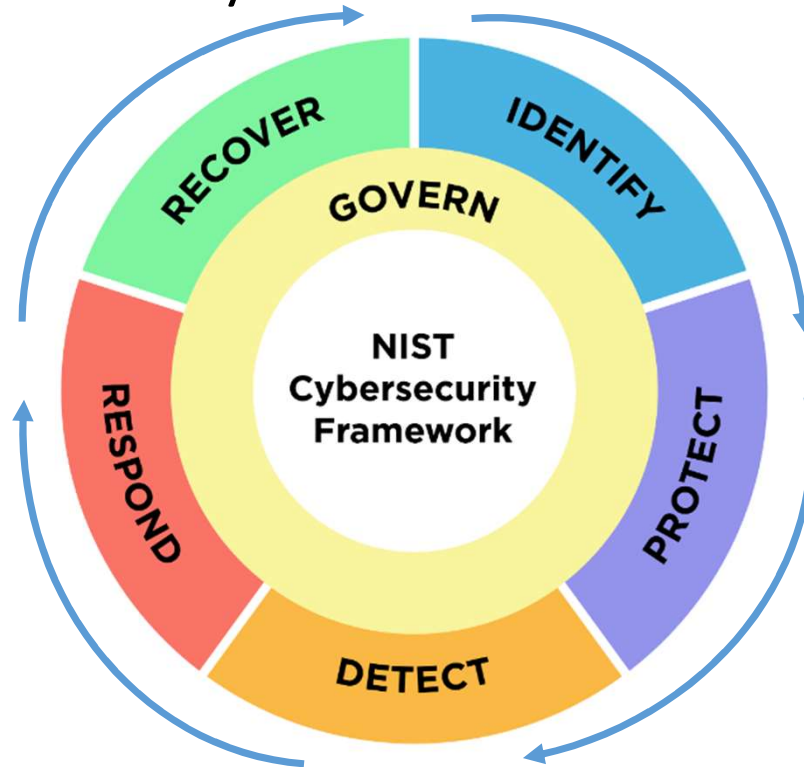 RECOVER
IDENTIFY
GOVERN
NIST
Cybersecurity
Framework
RESPOND
PROTECT
DETECT